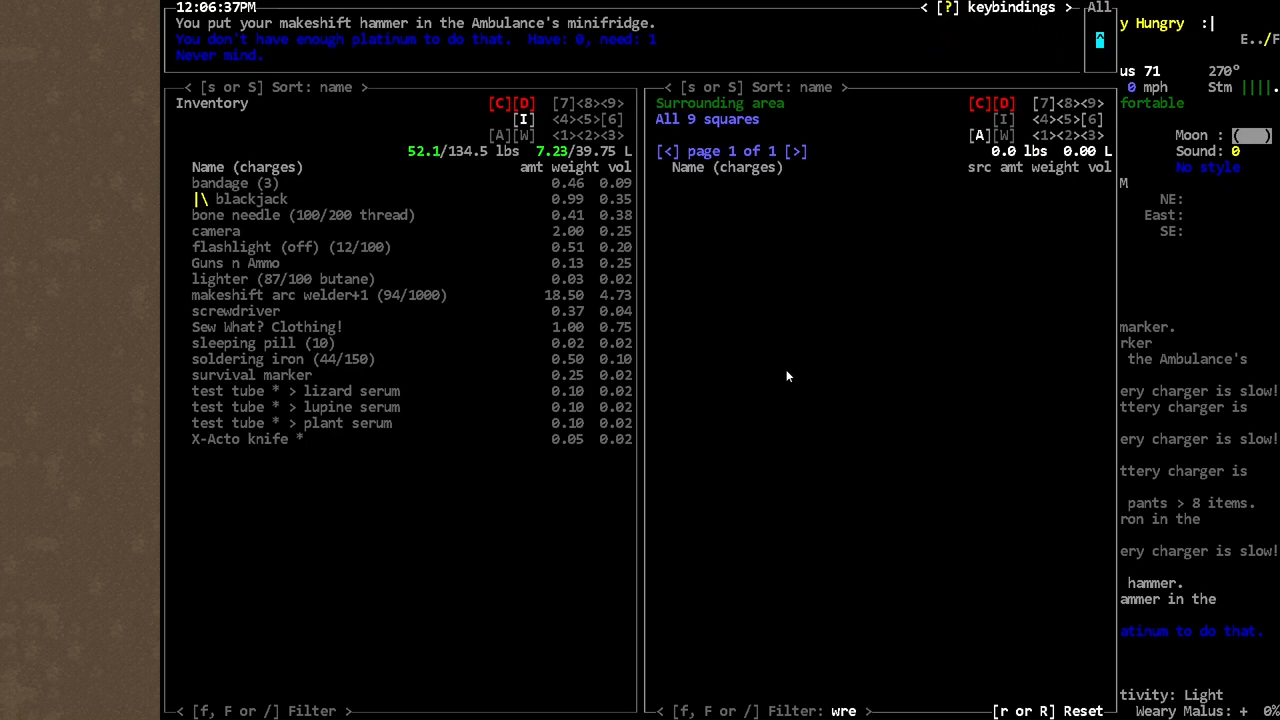 12:06:37PM < [?] keybindings > All
You put your makeshift hammer in the Ambulance's minifridge. y Hungry :|
You don't have enough platinum to do that. Have: 0, need: 1 ^ E../F
Never mind.
us 71 270°
< [s or S] Sort: name > < [s or S] Sort: name > 0 mph Stm ||||.
Inventory [C][D] [7]<8><9> Surrounding area [C][D] [7]<8><9> fortable
[I] <4><5>[6] All 9 squares [I] <4><5>[6]
[A][W] <1><2><3> [A][W] <1><2><3> Moon : ( )
52.1/134.5 lbs 7.23/39.75 L [<] page 1 of 1 [>] 0.0 lbs 0.00 L Sound: 0
Name (charges) amt weight vol Name (charges) src amt weight vol No style
bandage (3) 0.46 0.09 M
|\ blackjack 0.99 0.35 NE:
bone needle (100/200 thread) 0.41 0.38 East:
camera 2.00 0.25 SE:
flashlight (off) (12/100) 0.51 0.20
Guns n Ammo 0.13 0.25
lighter (87/100 butane) 0.03 0.02
makeshift arc welder+1 (94/1000) 18.50 4.73
screwdriver 0.37 0.04
Sew What? Clothing! 1.00 0.75 marker.
sleeping pill (10) 0.02 0.02 rker
soldering iron (44/150) 0.50 0.10 the Ambulance's
survival marker 0.25 0.02
test tube * > lizard serum 0.10 0.02 ery charger is slow!
test tube * > lupine serum 0.10 0.02 ttery charger is
test tube * > plant serum 0.10 0.02
X-Acto knife * 0.05 0.02 ery charger is slow!
ttery charger is
pants > 8 items.
ron in the
ery charger is slow!
hammer.
ammer in the
atinum to do that.
tivity: Light
< [f, F or /] Filter > < [f, F or /] Filter: wre > [r or R] Reset Weary Malus: + 0%